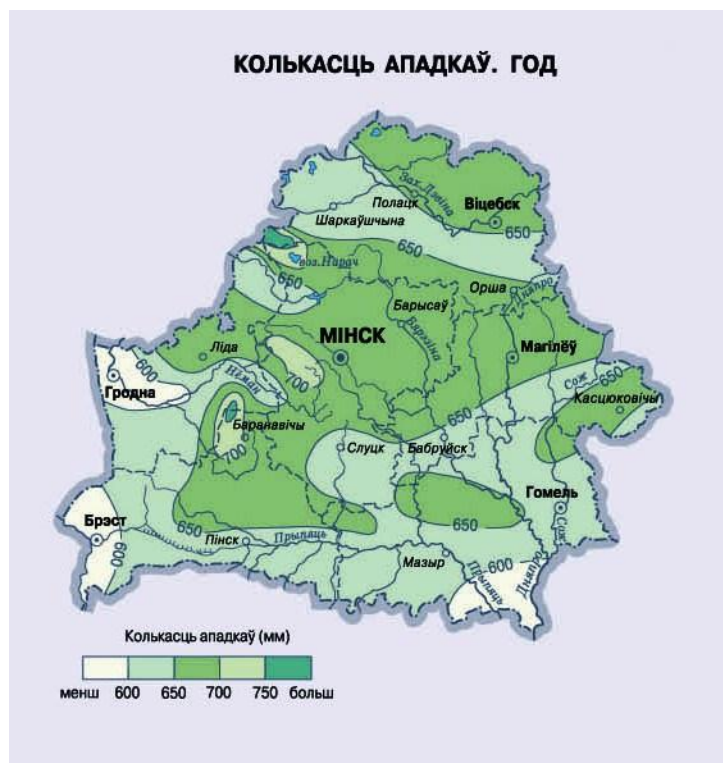 КОЛЬКАСЦЬ АПАДКАЎ. ГОД
Зах. Дзвіна
Полацк
Віцебск
Шаркаўшчына
650
650
воз. Нарач
650
Орша
Дняпро
Барысаў
Бярэзіна
МІНСК
Магілёў
Ліда
700
600
Гродна
Нёман
Сож
650
Касцюковічы
Баранавічы
700
650
Слуцк
Бабруйск
Гомель
Брэст
650
650
Прыпяць
Сож
Пінск
600
Мазыр
600
Прыпяць
Дняпро
Колькасць ападкаў (мм)
менш 600 650 700 750 больш